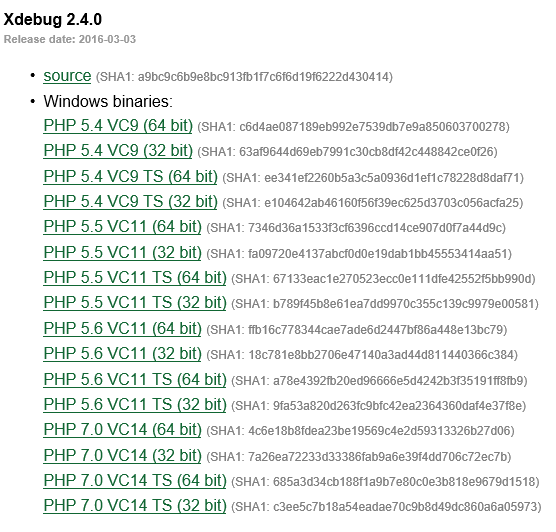 Xdebug 2.4.0
Release date: 2016-03-03
• source (SHA1: a9bc9c6b9e8bc913fb1f7c6f6d19f6222d430414)
• Windows binaries:
PHP 5.4 VC9 (64 bit) (SHA1: c6d4ae087189eb992e7539db7e9a850603700278)
PHP 5.4 VC9 (32 bit) (SHA1: 63af9644d69eb7991c30cb8df42c448842ce0f26)
PHP 5.4 VC9 TS (64 bit) (SHA1: ee341ef2260b5a3c5a0936d1ef1c78228d8daf71)
PHP 5.4 VC9 TS (32 bit) (SHA1: e104642ab46160f56f39ec625d3703c056acfa25)
PHP 5.5 VC11 (64 bit) (SHA1: 7346d36a1533f3cf6396ccd14ce907d0f7a44d9c)
PHP 5.5 VC11 (32 bit) (SHA1: fa09720e4137abcf0d0e19dab1bb45553414aa51)
PHP 5.5 VC11 TS (64 bit) (SHA1: 67133eac1e270523ecc0e111dfe42552f5bb990d)
PHP 5.5 VC11 TS (32 bit) (SHA1: b789f45b8e61ea7dd9970c355c139c9979e00581)
PHP 5.6 VC11 (64 bit) (SHA1: ffb16c778344cae7ade6d2447bf86a448e13bc79)
PHP 5.6 VC11 (32 bit) (SHA1: 18c781e8bb2706e47140a3ad44d811440366c384)
PHP 5.6 VC11 TS (64 bit) (SHA1: a78e4392fb20ed96666e5d4242b3f35191ff8fb9)
PHP 5.6 VC11 TS (32 bit) (SHA1: 9fa53a820d263fc9bfc42ea2364360daf4e37f8e)
PHP 7.0 VC14 (64 bit) (SHA1: 4c6e18b8fdea23be19569c4e2d59313326b27d06)
PHP 7.0 VC14 (32 bit) (SHA1: 7a26ea72233d33386fab9a6e39f4dd706c72ec7b)
PHP 7.0 VC14 TS (64 bit) (SHA1: 685a3d34cb188f1a9b7e80c0e3b818e9679d1518)
PHP 7.0 VC14 TS (32 bit) (SHA1: c3ee5c7b18a54eadae70c9b8d49dc860a6a05973)